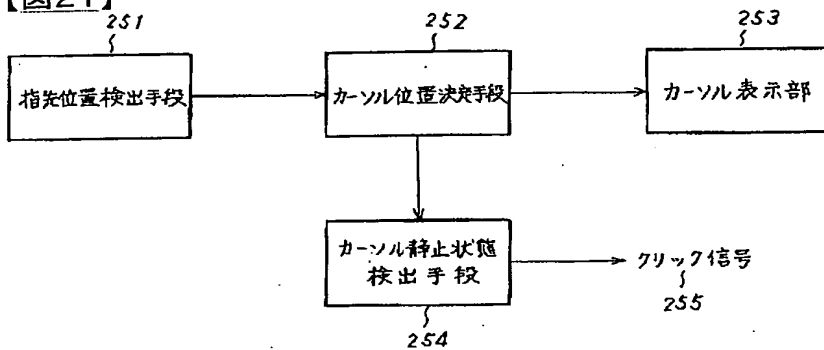 【図21】
251
252
253
指先位置検出手段
カーソル位置決定手段
カーソル表示部
カーソル静止状態
検出手段
クリック信号
255
254